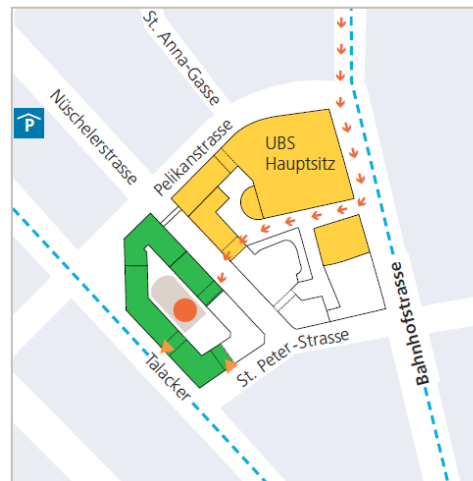 St. Anna-Gasse
Nüschelerstrasse
P
Pelikanstrasse
UBS
Hauptsitz
Bahnhofstrasse
St. Peter-Strasse
Talacker